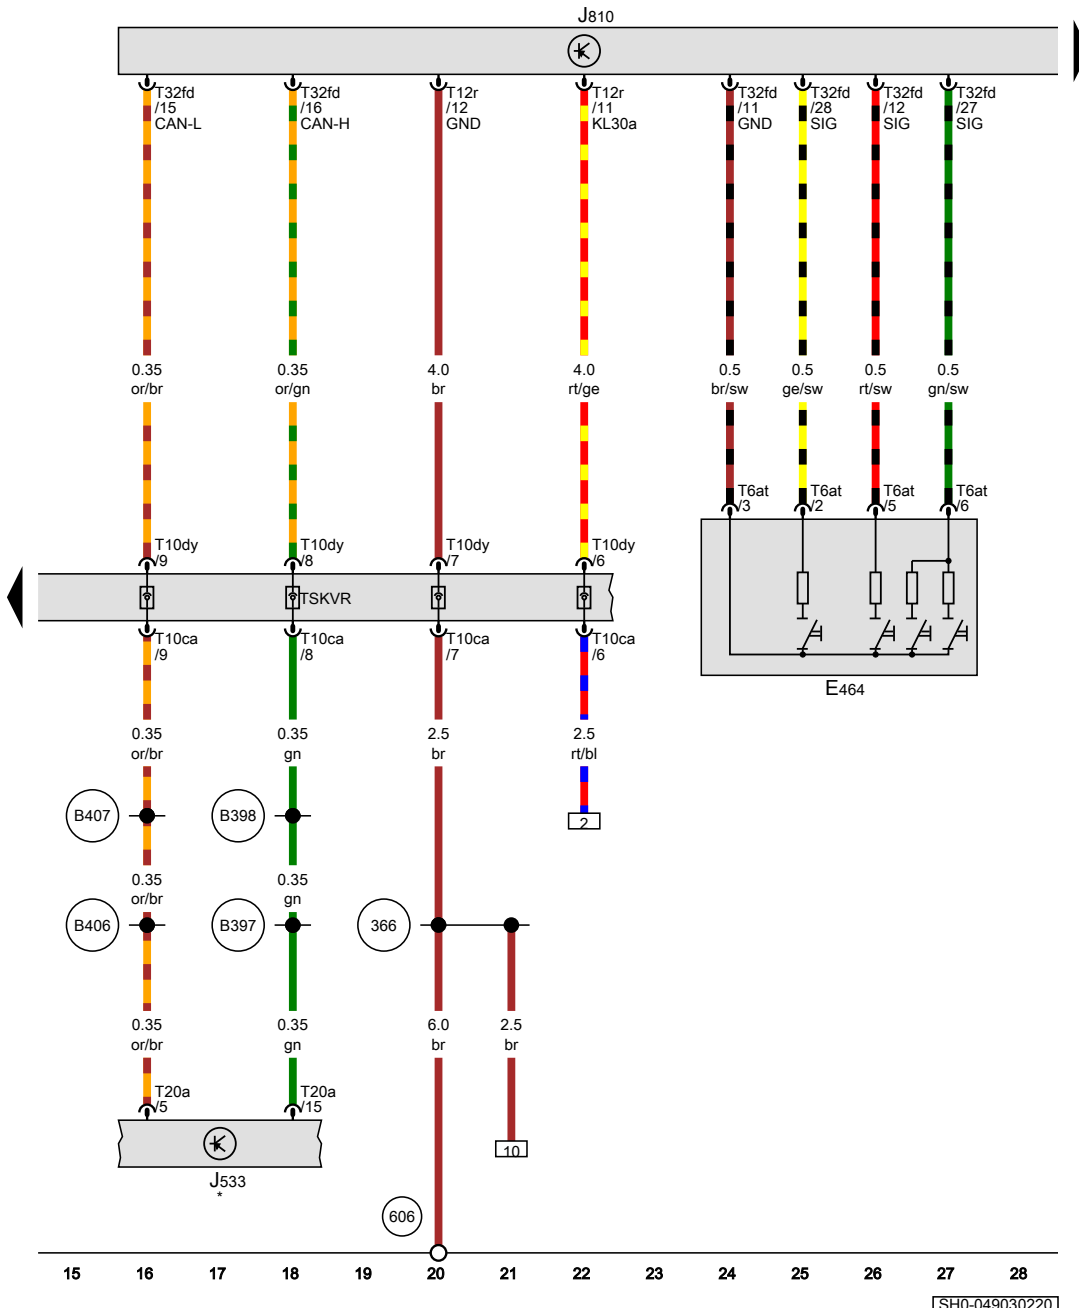 J810
T32fd T32fd T12r T12r T32fd T32fd T32fd T32fd
/15 /16 /12 /11 /11 /28 /12 /27
CAN-L CAN-H GND KL30a GND SIG SIG SIG
0.35 0.35 4.0 4.0 0.5 0.5 0.5 0.5
or/br or/gn br rt/ge br/sw ge/sw rt/sw gn/sw
T6at T6at T6at T6at
/3 /2 /5 /6
T10dy T10dy T10dy T10dy
/9 /8 /7 /6
TSKVR
T10ca T10ca T10ca T10ca
/9 /8 /7 /6
E464
0.35 0.35 2.5 2.5
or/br gn br rt/bl
B407 B398 2
0.35 0.35
or/br gn
B406 B397 366
0.35 0.35 6.0 2.5
or/br gn br br
T20a T20a
/5 /15
10
J533
*
606
15 16 17 18 19 20 21 22 23 24 25 26 27 28
SH0-049030220